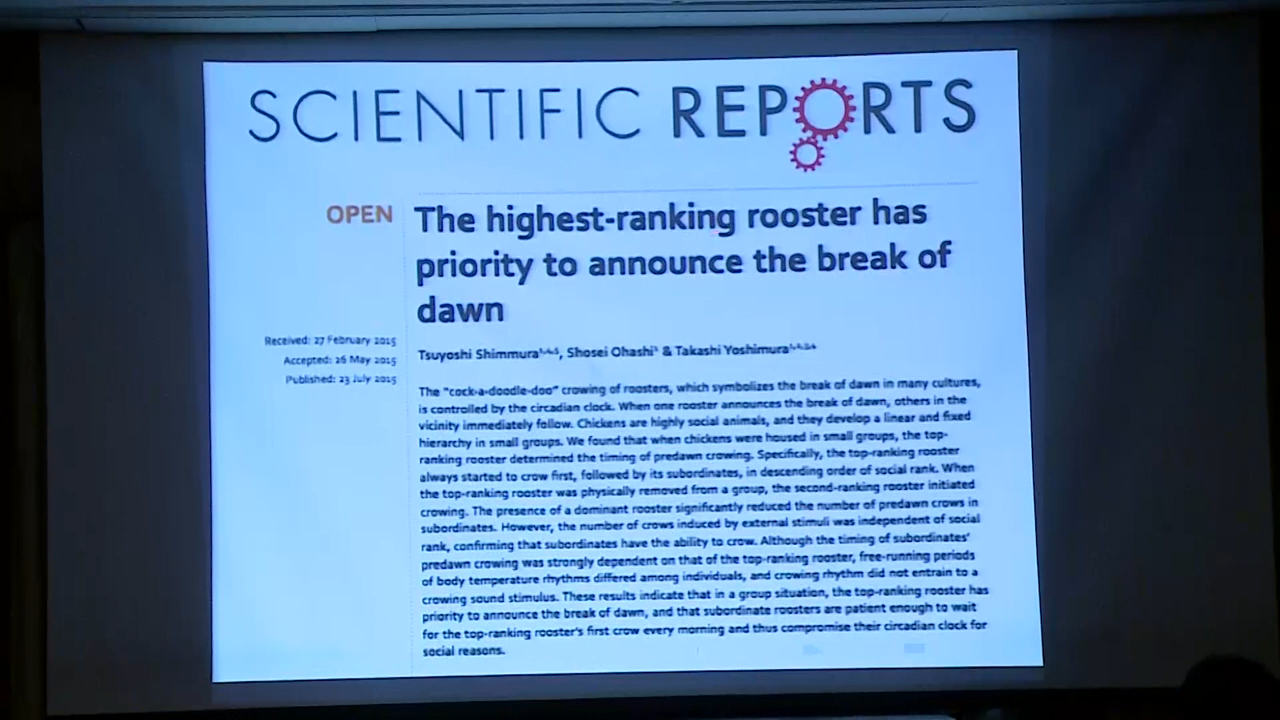 SCIENTIFIC REPORTS
OPEN
The highest-ranking rooster has
priority to announce the break of
dawn
Received: 27 February 2015
Accepted: 26 May 2015
Published: 23 July 2015
Tsuyoshi Shimmura, Shosei Ohashi & Takashi Yoshimura
The "cock-a-doodle-doo" crowing of roosters, which symbolizes the break of dawn in many cultures,
is controlled by the circadian clock. When one rooster announces the break of dawn, others in the
vicinity immediately follow. Chickens are highly social animals, and they develop a linear and fixed
hierarchy in small groups. We found that when chickens were housed in small groups, the top-
ranking rooster determined the timing of predawn crowing. Specifically, the top-ranking rooster
always started to crow first, followed by its subordinates, in descending order of social rank. When
the top-ranking rooster was physically removed from a group, the second-ranking rooster initiated
crowing. The presence of a dominant rooster significantly reduced the number of predawn crows in
subordinates. However, the number of crows induced by external stimuli was independent of social
rank, confirming that subordinates have the ability to crow. Although the timing of subordinates'
predawn crowing was strongly dependent on that of the top-ranking rooster, free-running periods
of body temperature rhythms differed among individuals, and crowing rhythm did not entrain to a
crowing sound stimulus. These results indicate that in a group situation, the top-ranking rooster has
priority to announce the break of dawn, and that subordinate roosters are patient enough to wait
for the top-ranking rooster's first crow every morning and thus compromise their circadian clock for
social reasons.